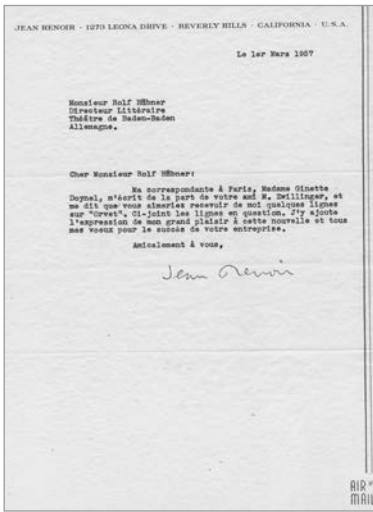 JEAN RENOIR · 1273 LEONA DRIVE · BEVERLY HILLS · CALIFORNIA · U.S.A.
Le 1er Mars 1957
Monsieur Rolf Hübner
Directeur Littéraire
Théâtre de Baden-Baden
Allemagne.
Cher Monsieur Rolf Hübner:
Ma correspondante à Paris, Madame Ginette
Doynel, m'écrit de la part de votre ami M. Zwillinger, et
me dit que vous aimeriez recevoir de moi quelques lignes
sur "Orvet". Ci-joint les lignes en question. J'y ajoute
l'expression de mon grand plaisir à cette nouvelle et tous
mes voeux pour le succès de votre entreprise.
Amicalement à vous,
Jean Renoir
AIR
MAIL